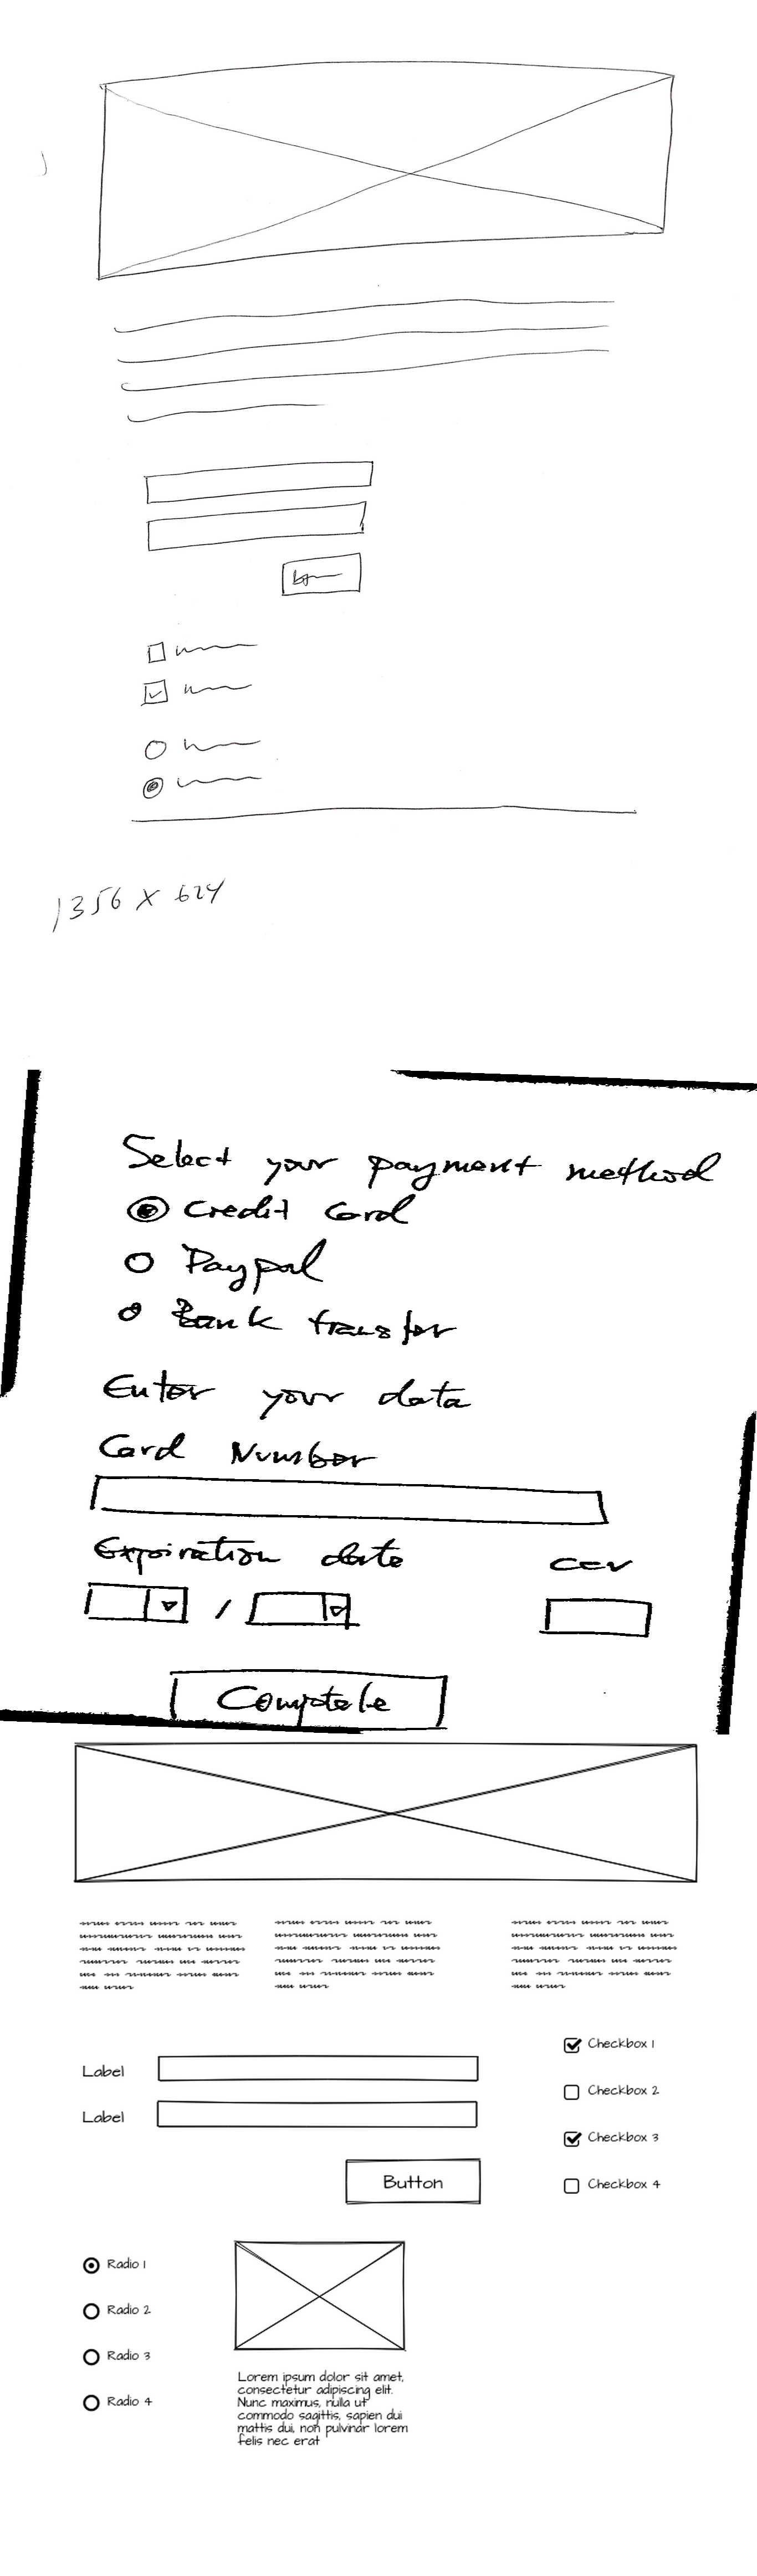 1356 x 624
Select your payment method
Credit Card
Paypal
Bank transfer
Enter your data
Card Number
Expiration date ccv
/
Complete
Label
Label
Button
Checkbox 1
Checkbox 2
Checkbox 3
Checkbox 4
Radio 1
Radio 2
Radio 3
Radio 4
Lorem ipsum dolor sit amet,
consectetur adipiscing elit.
Nunc maximus, nulla ut
commodo sagittis, sapien dui
mattis dui, non pulvinar lorem
felis nec erat